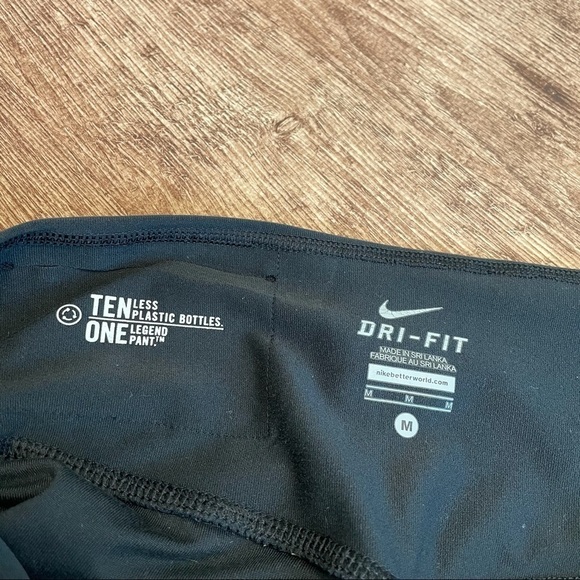 TEN LESS
PLASTIC BOTTLES.
ONE LEGEND
PANT.™
DRI-FIT
MADE IN SRI LANKA
FABRIQUE AU SRI LANKA
nikebetterworld.com
M M M
M